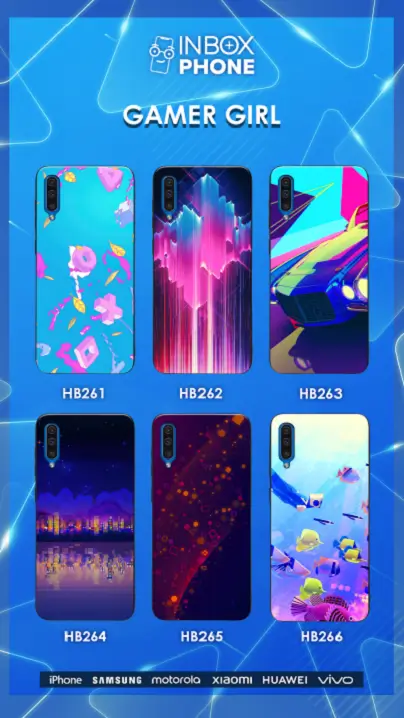 INBOX
PHONE
GAMER GIRL
HB261 HB262 HB263
HB264 HB265 HB266
iPhone SAMSUNG motorola xiaomi HUAWEI vivo